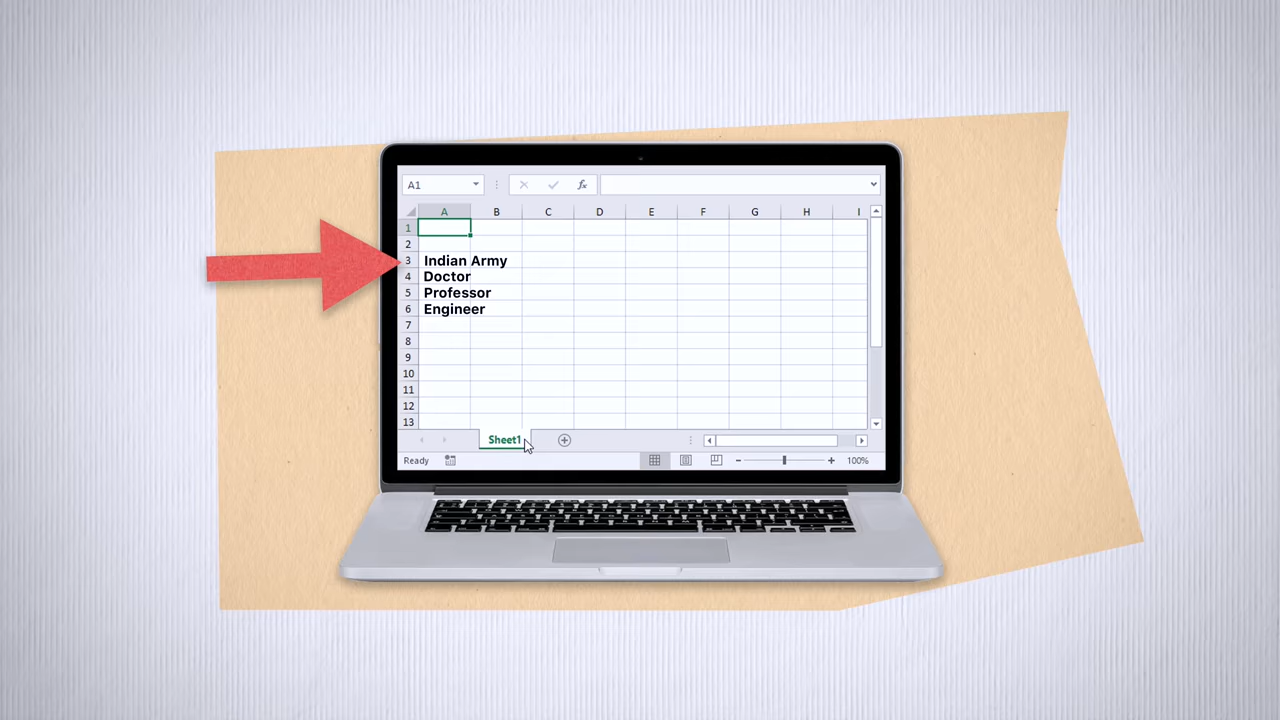 A1
fx
A B C D E F G H I
1
2
3 Indian Army
4 Doctor
5 Professor
6 Engineer
7
8
9
10
11
12
13
Sheet1
Ready 100%